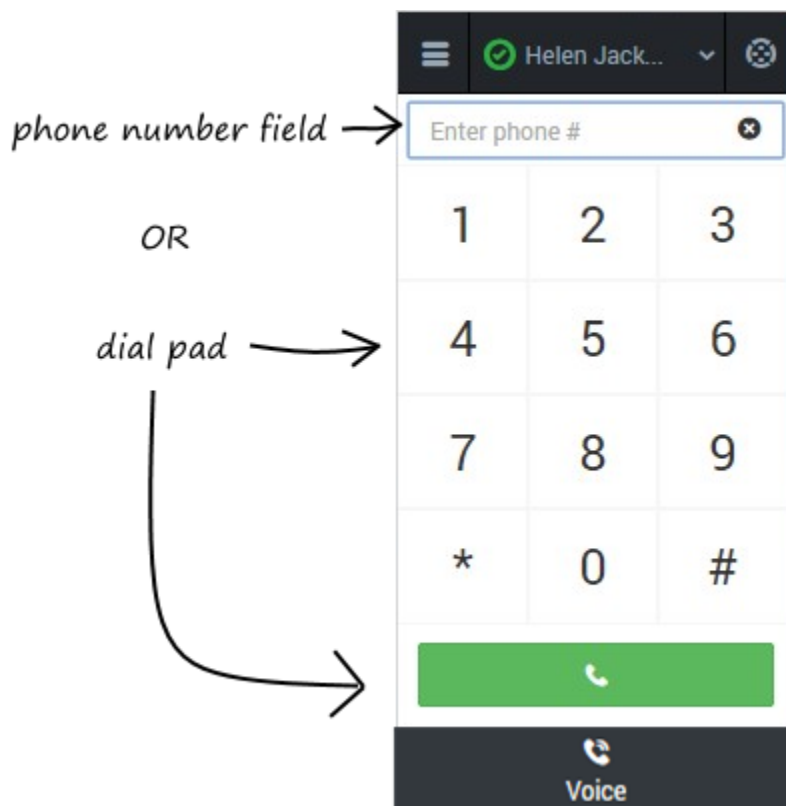 Helen Jack...
phone number field
Enter phone #
1 2 3
OR
dial pad
4 5 6
7 8 9
* 0 #
Voice